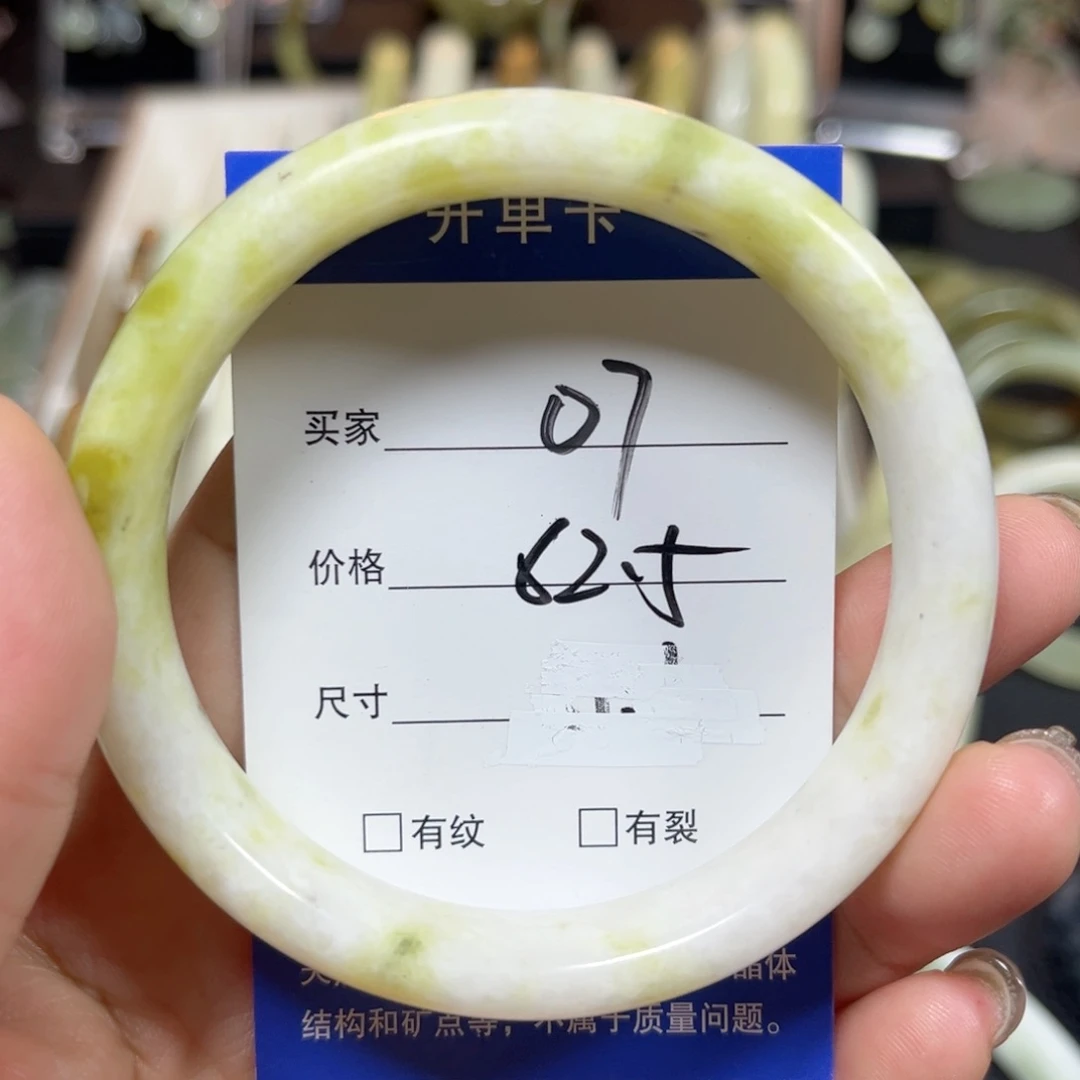 开单卡
买家 07
价格 62寸
尺寸
□有纹 □有裂
晶体
结构和矿点等，不属于质量问题。